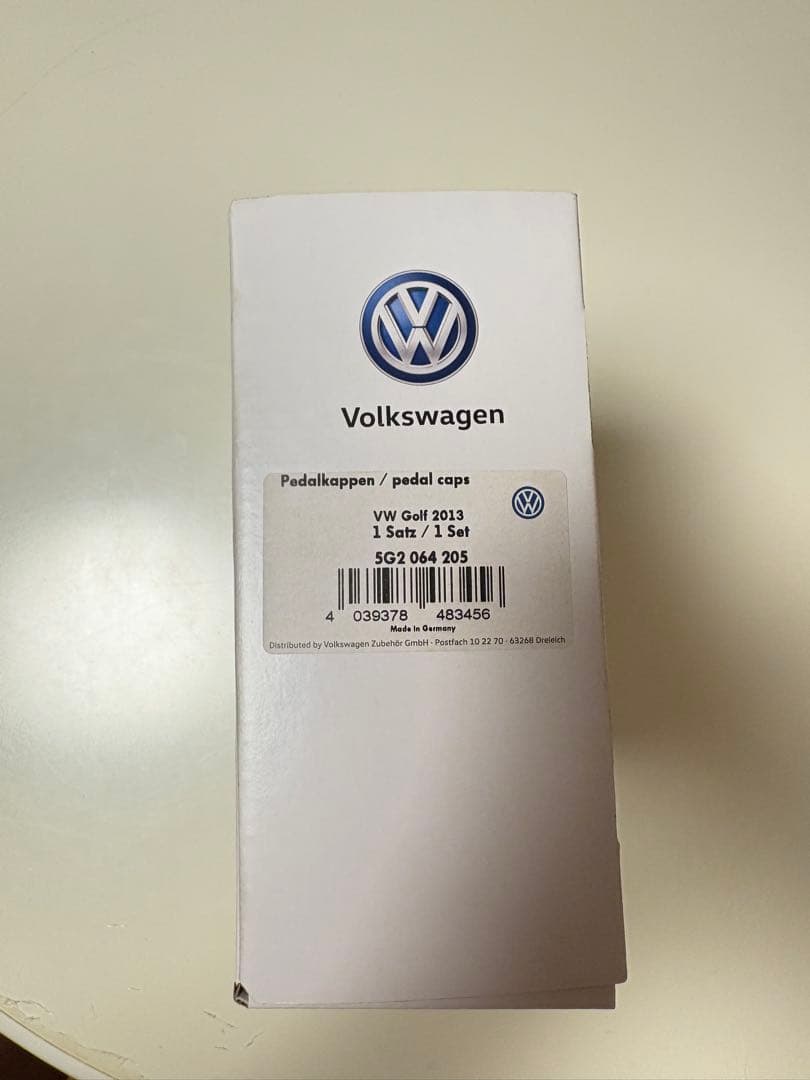 Volkswagen
Pedalkappen / pedal caps
VW Golf 2013
1 Satz / 1 Set
5G2 064 205
4 039378 483456
Made in Germany
Distributed by Volkswagen Zubehör GmbH · Postfach 10 22 70 · 63268 Dreieich